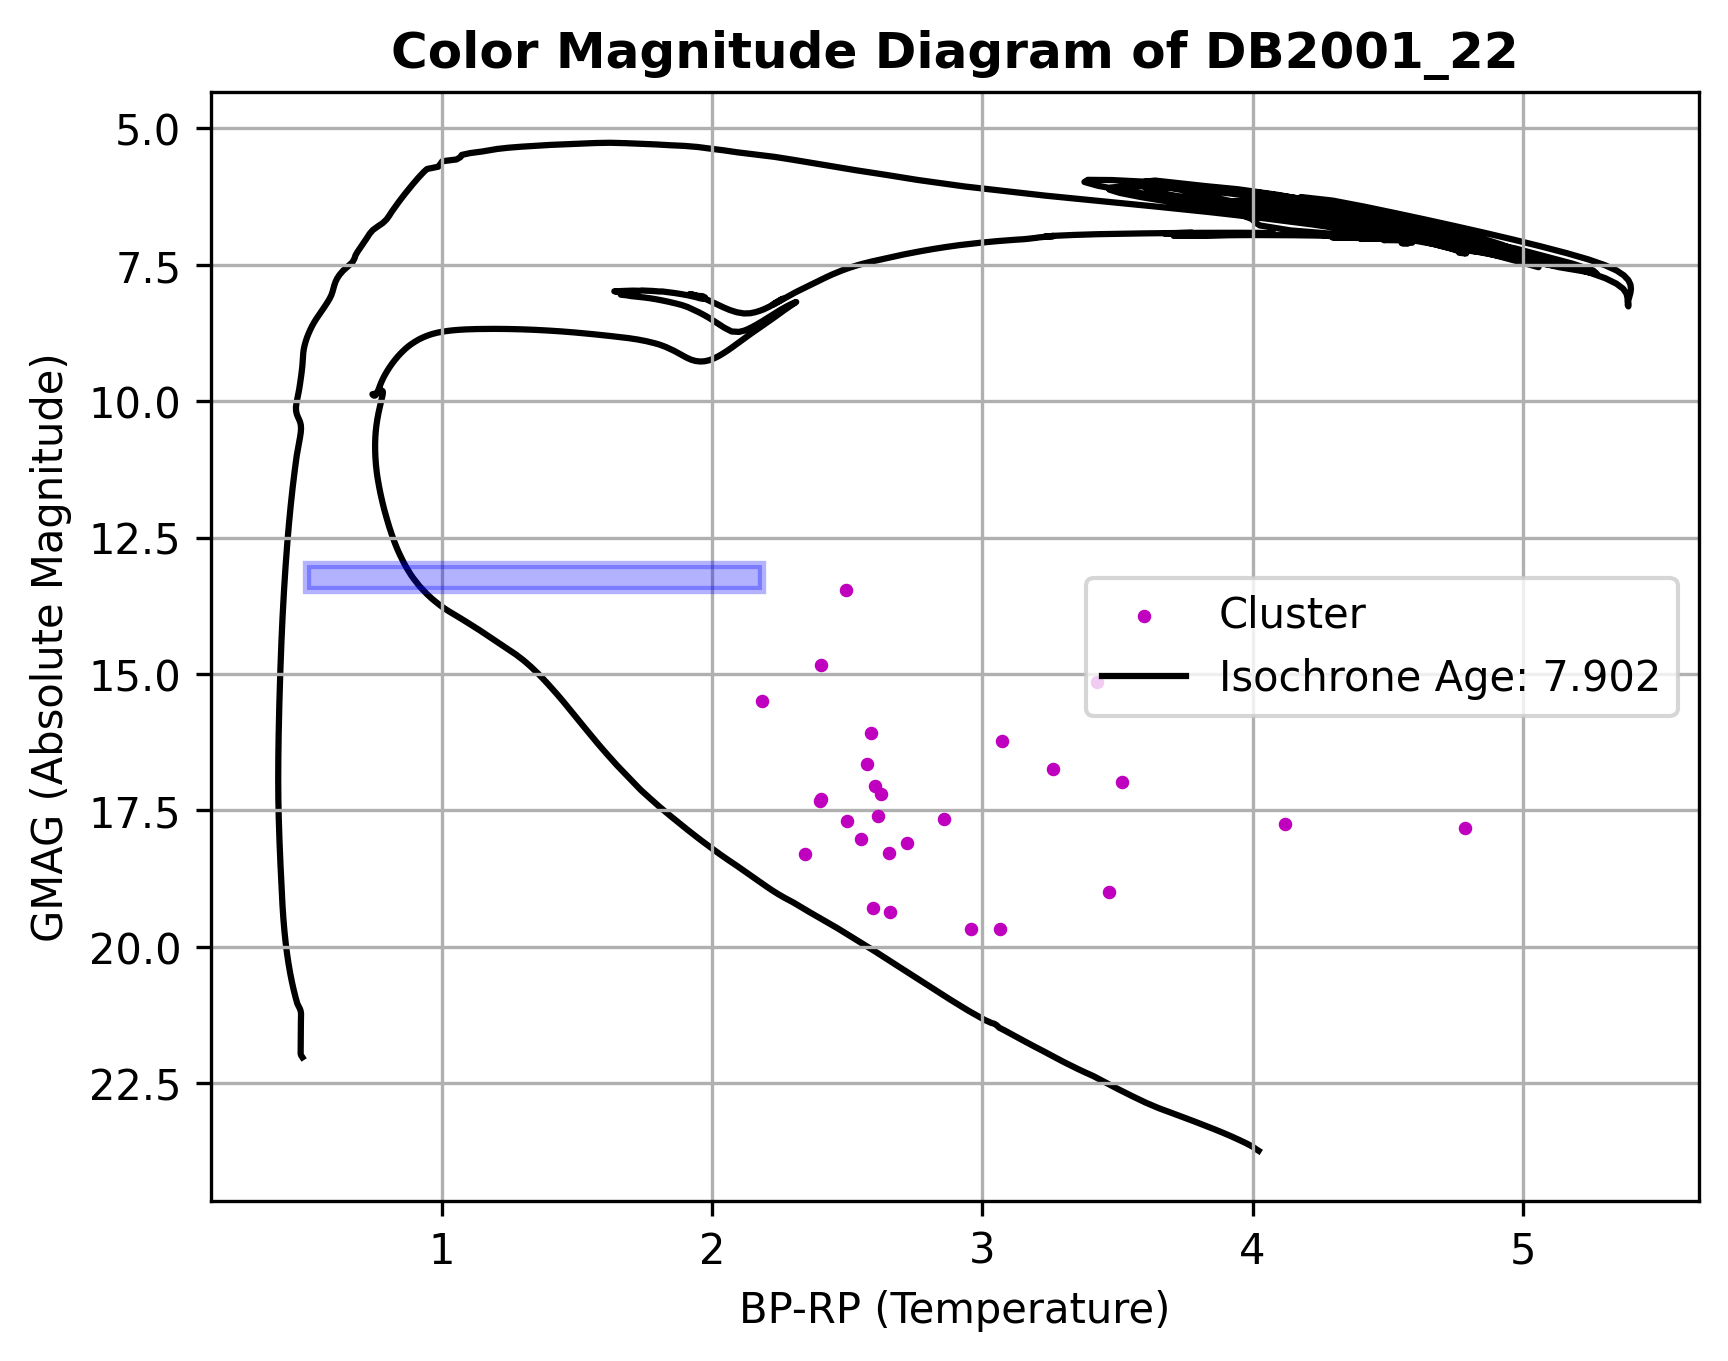 Color Magnitude Diagram of DB2001_22
5.0
7.5
10.0
12.5
15.0
17.5
20.0
22.5
GMAG (Absolute Magnitude)
Cluster
Isochrone Age: 7.902
1
2
3
4
5
BP-RP (Temperature)